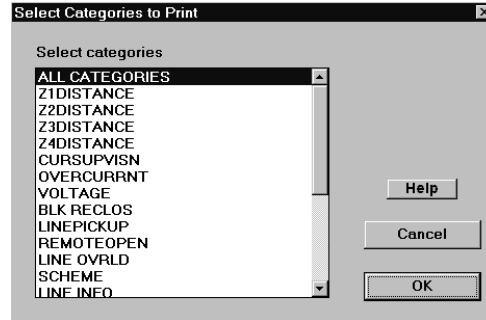 Select Categories to Print
Select categories
ALL CATEGORIES
Z1DISTANCE
Z2DISTANCE
Z3DISTANCE
Z4DISTANCE
CURSUPVISN
OVERCURRNT
VOLTAGE
BLK RECLOS
LINEPICKUP
REMOTEOPEN
LINE OVRLD
SCHEME
LINE INFO
Help
Cancel
OK